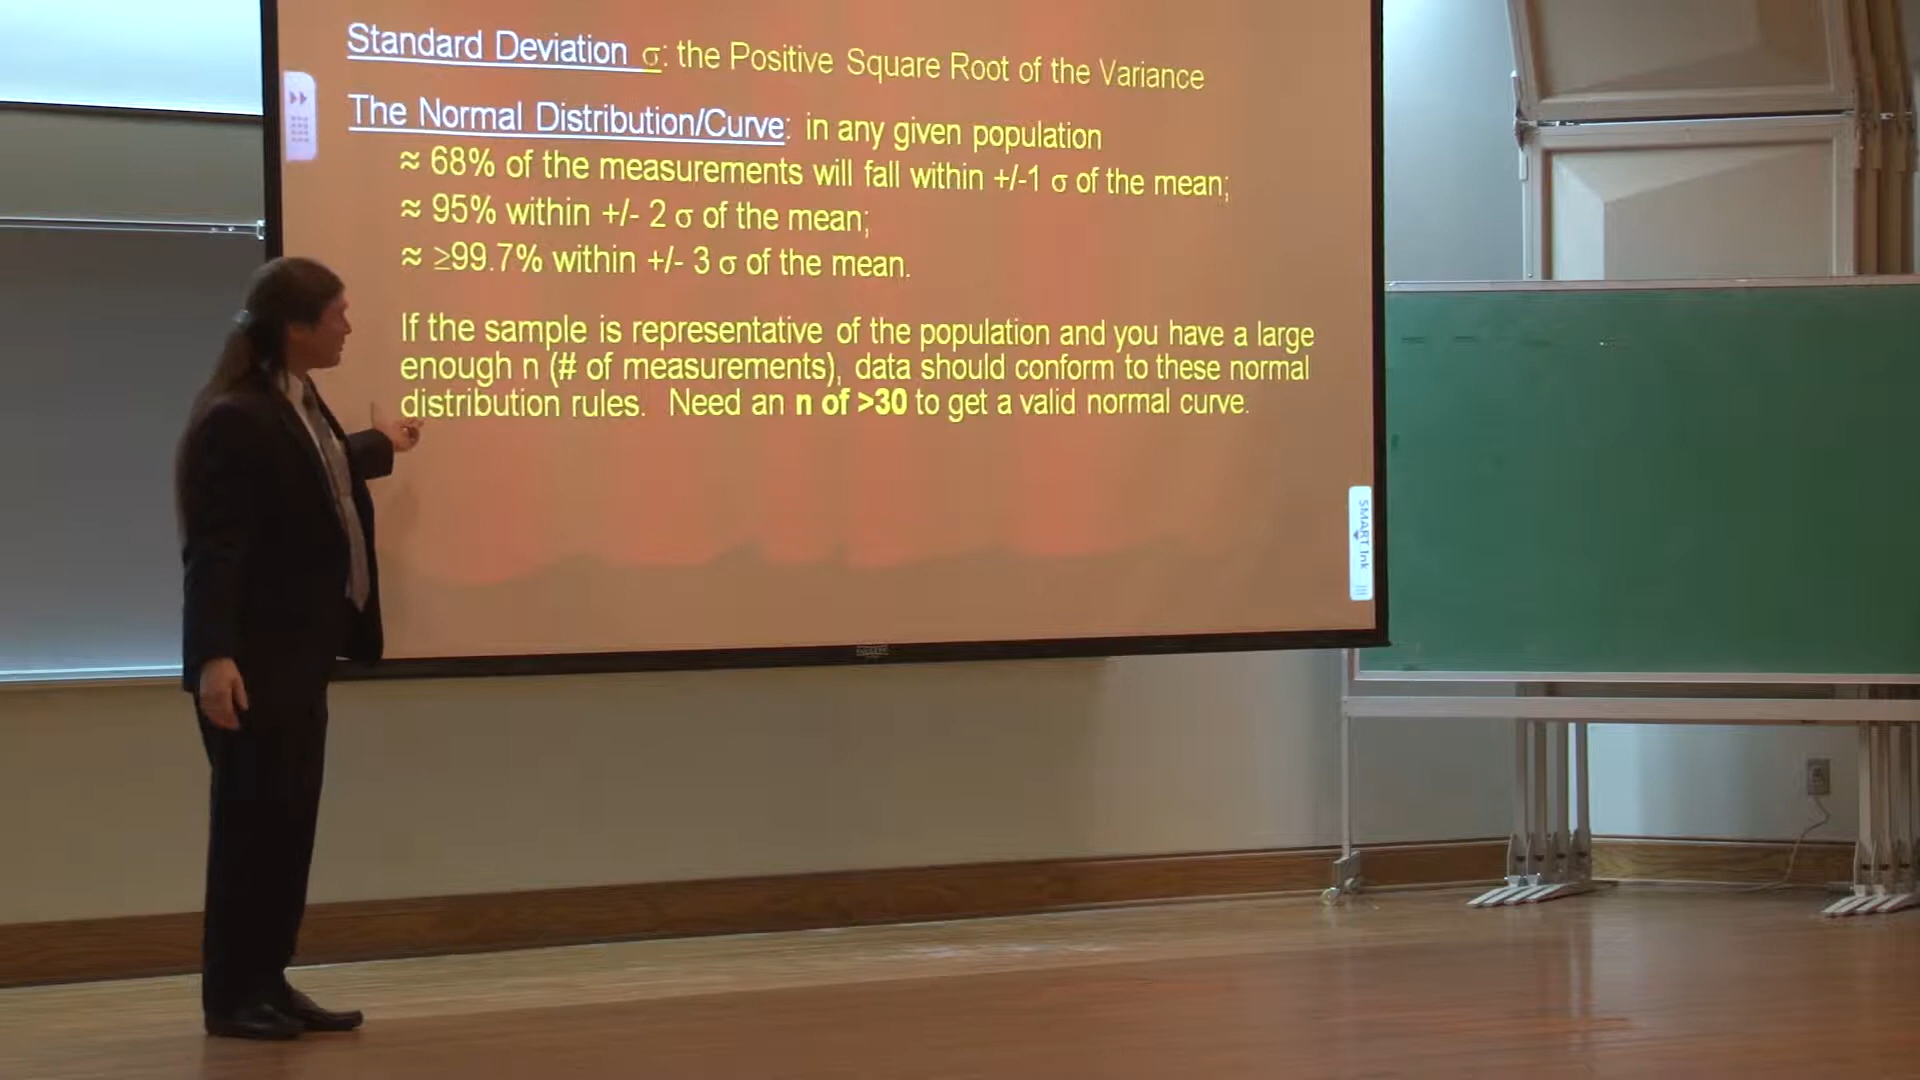 Standard Deviation σ: the Positive Square Root of the Variance
The Normal Distribution/Curve: in any given population
≈ 68% of the measurements will fall within +/-1 σ of the mean;
≈ 95% within +/- 2 σ of the mean;
≈ ≥99.7% within +/- 3 σ of the mean.
If the sample is representative of the population and you have a large
enough n (# of measurements), data should conform to these normal
distribution rules. Need an n of >30 to get a valid normal curve.
SMART Ink